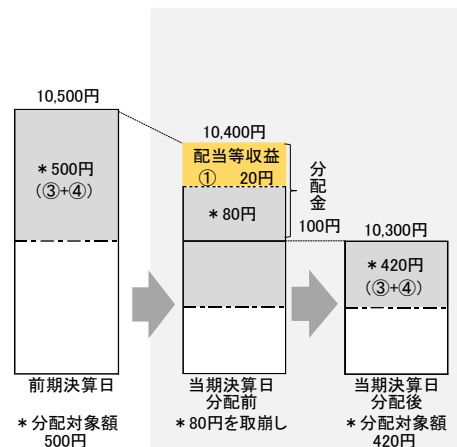 10,500円
＊500円
(③+④)
前期決算日
＊分配対象額
500円
10,400円
配当等収益
① 20円
＊80円
分配金
100円
当期決算日
分配前
＊80円を取崩し
10,300円
＊420円
(③+④)
当期決算日
分配後
＊分配対象額
420円